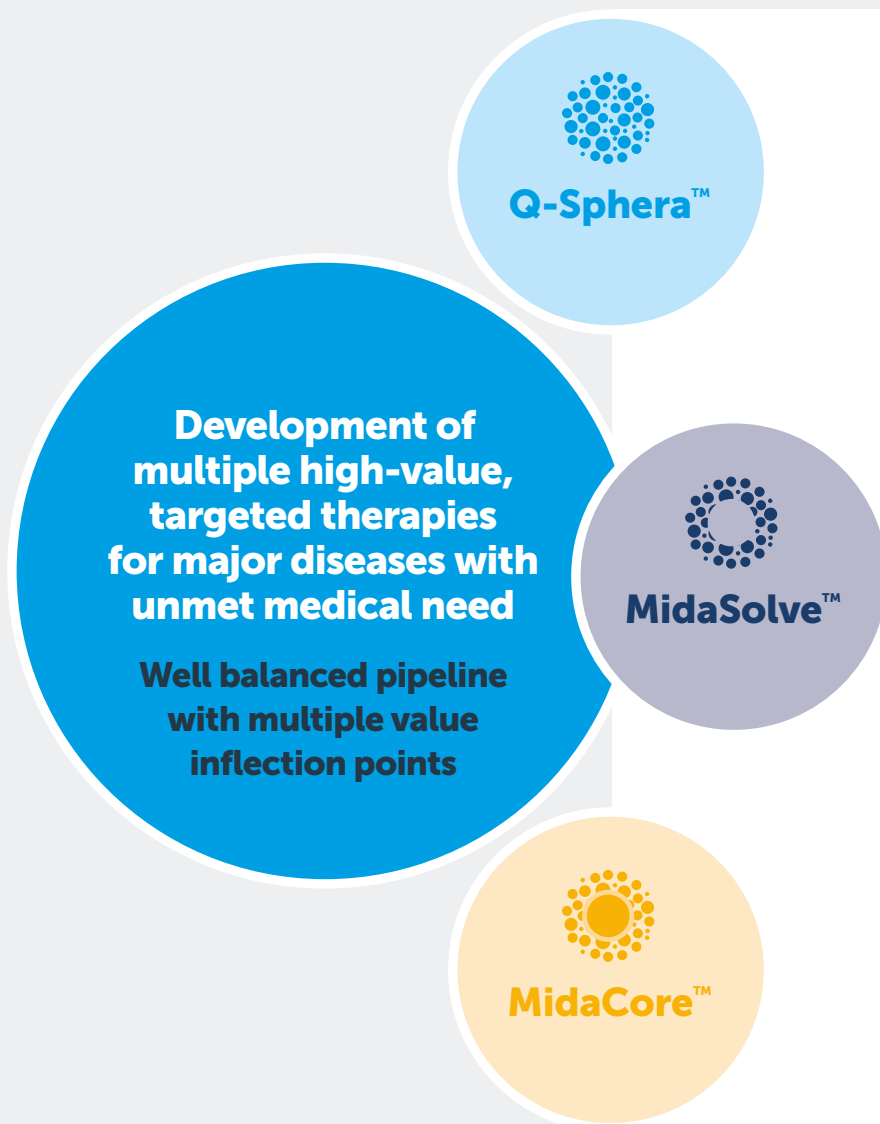 Q-Sphera™
Development of
multiple high-value,
targeted therapies
for major diseases with
unmet medical need
Well balanced pipeline
with multiple value
inflection points
MidaSolve™
MidaCore™